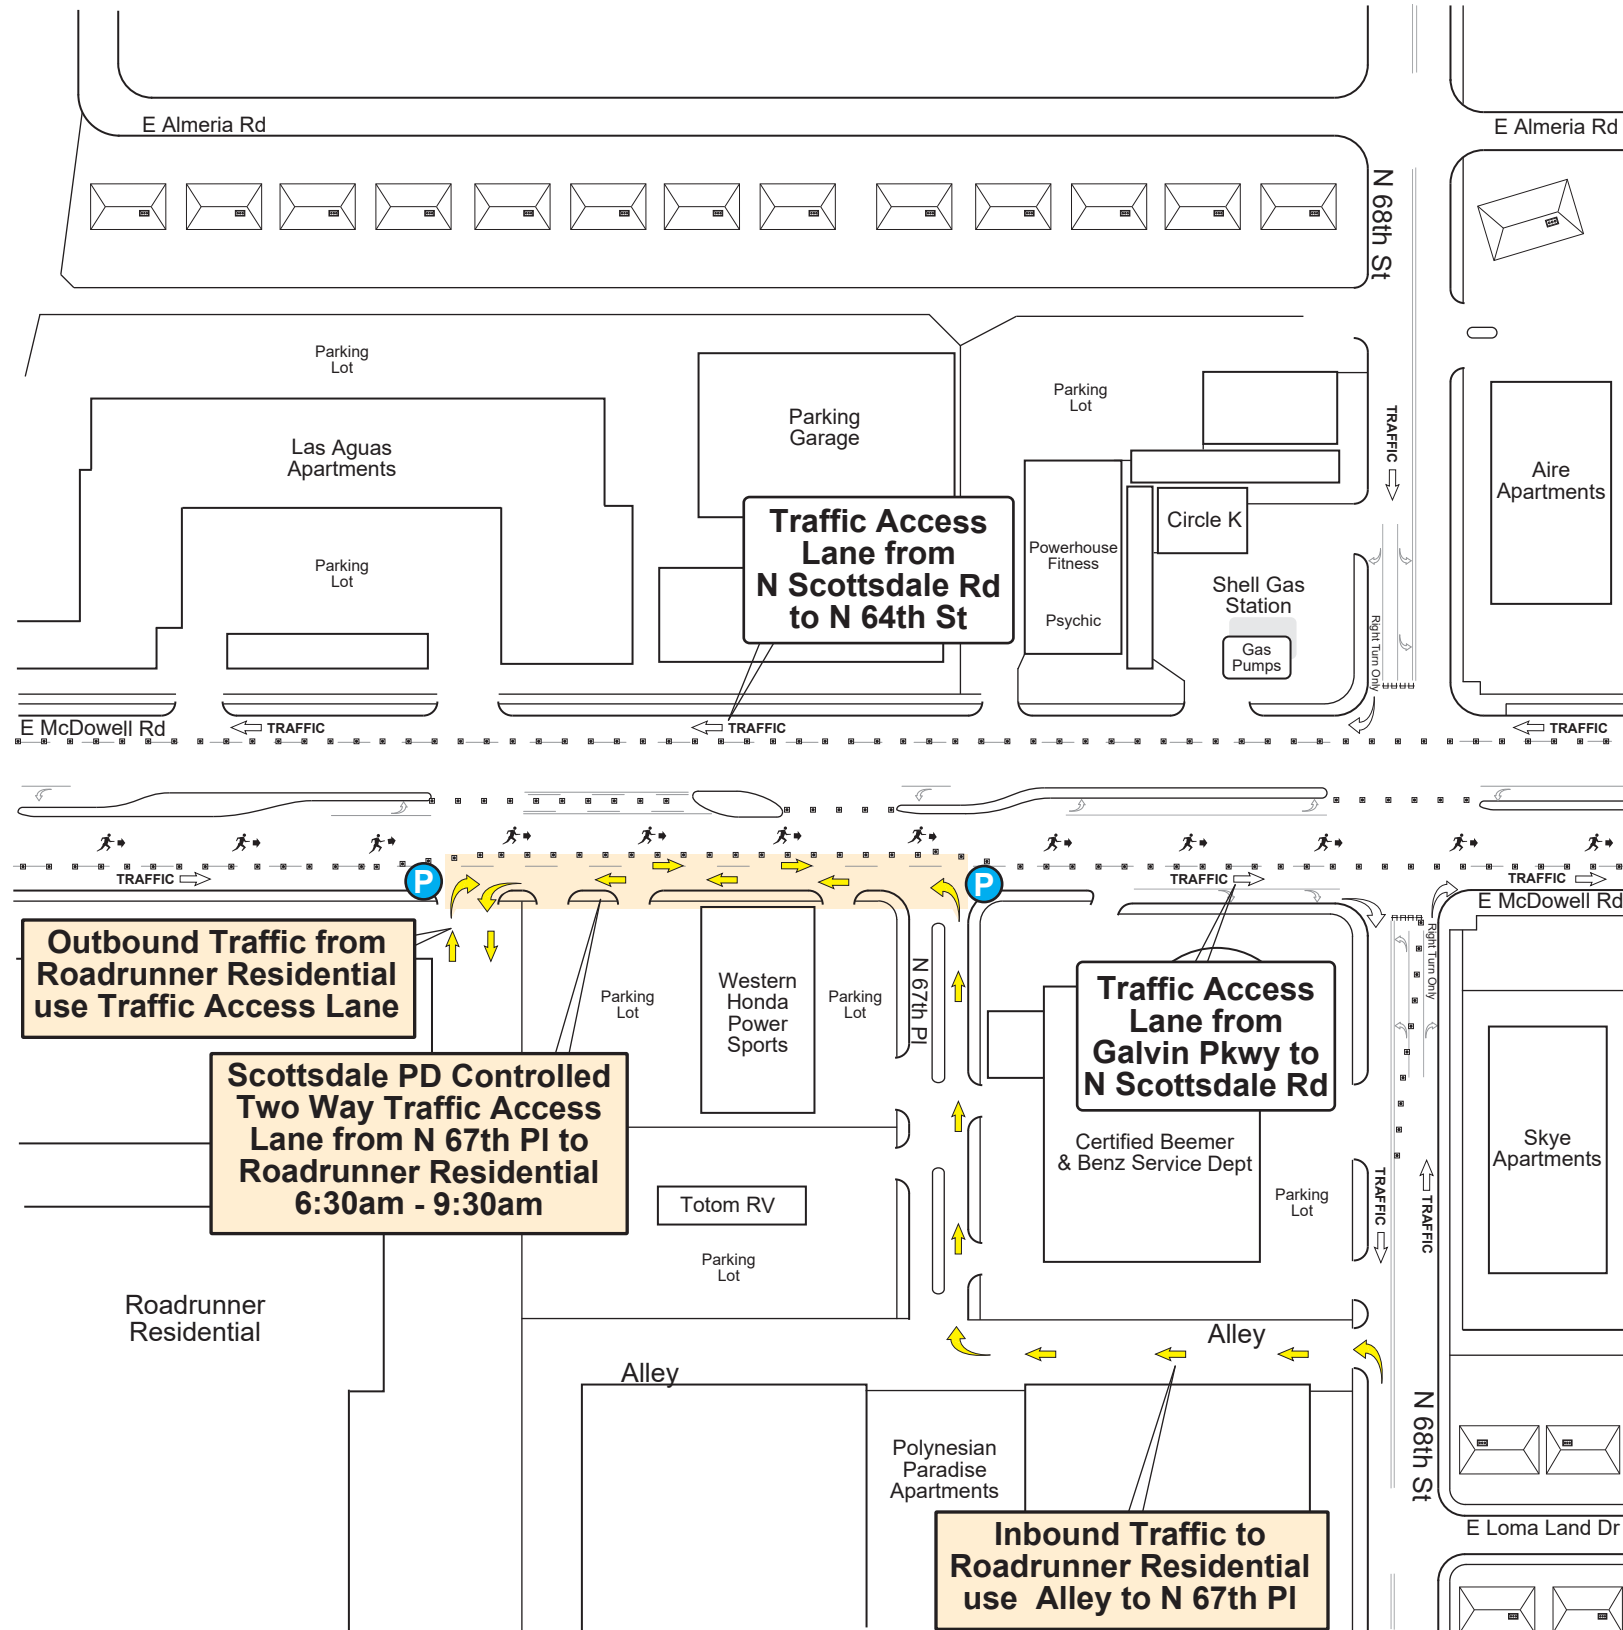 E Almeria Rd
E Almeria Rd
N 68th St
Parking
Lot
Parking
Garage
Parking
Lot
TRAFFIC
Las Aguas
Apartments
Aire
Apartments
Traffic Access
Lane from
N Scottsdale Rd
to N 64th St
Circle K
Powerhouse
Fitness
Psychic
Parking
Lot
Shell Gas
Station
Gas
Pumps
Right Turn Only
E McDowell Rd
TRAFFIC
TRAFFIC
TRAFFIC
P
P
TRAFFIC
TRAFFIC
TRAFFIC
E McDowell Rd
Outbound Traffic from
Roadrunner Residential
use Traffic Access Lane
Parking
Lot
Western
Honda
Power
Sports
Parking
Lot
N 67th Pl
Traffic Access
Lane from
Galvin Pkwy to
N Scottsdale Rd
Right Turn Only
Scottsdale PD Controlled
Two Way Traffic Access
Lane from N 67th Pl to
Roadrunner Residential
6:30am - 9:30am
Certified Beemer
& Benz Service Dept
Skye
Apartments
Totom RV
Parking
Lot
TRAFFIC
TRAFFIC
Parking
Lot
Roadrunner
Residential
Alley
Alley
N 68th St
Polynesian
Paradise
Apartments
Inbound Traffic to
Roadrunner Residential
use Alley to N 67th Pl
E Loma Land Dr